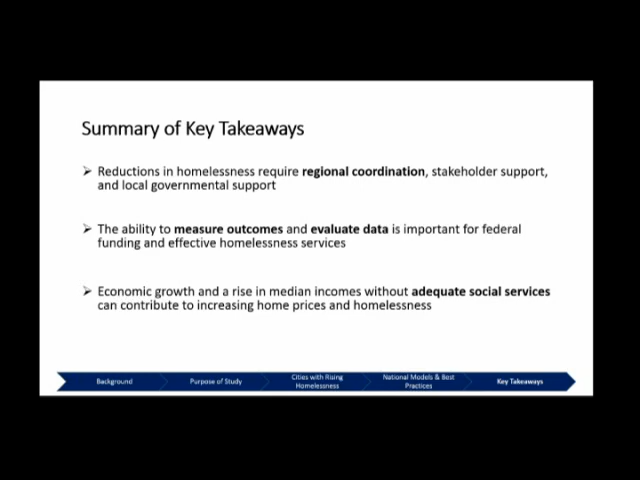 Summary of Key Takeaways
➢ Reductions in homelessness require regional coordination, stakeholder support,
and local governmental support
➢ The ability to measure outcomes and evaluate data is important for federal
funding and effective homelessness services
➢ Economic growth and a rise in median incomes without adequate social services
can contribute to increasing home prices and homelessness
Background
Purpose of Study
Cities with Rising
Homelessness
National Models & Best
Practices
Key Takeaways